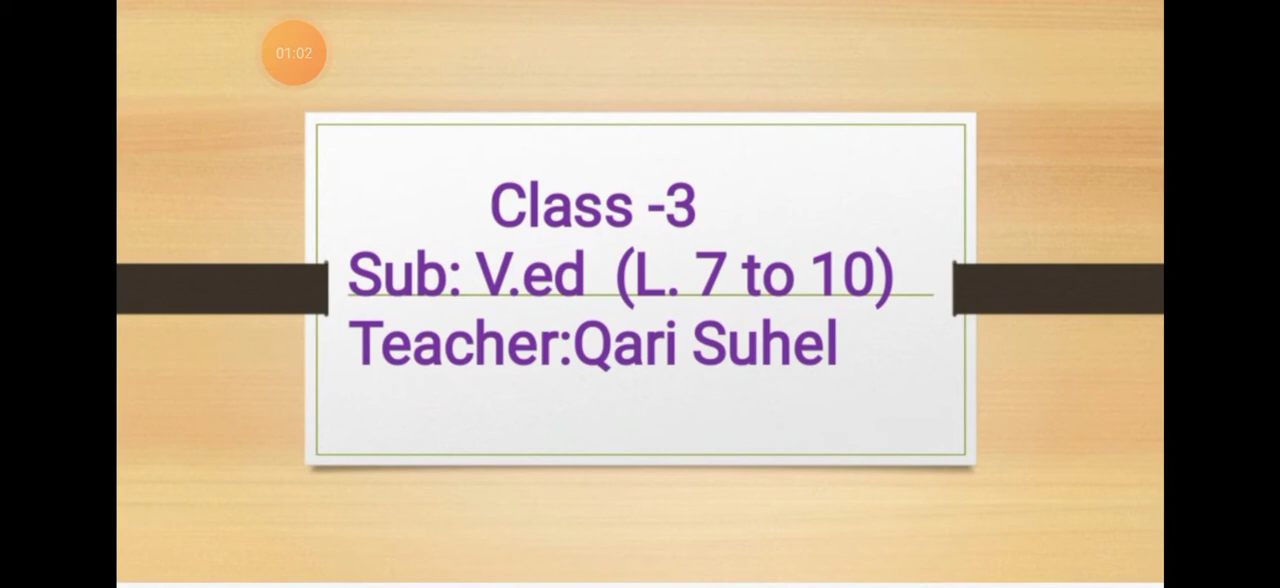 01:02
Class -3
Sub: V.ed (L. 7 to 10)
Teacher:Qari Suhel